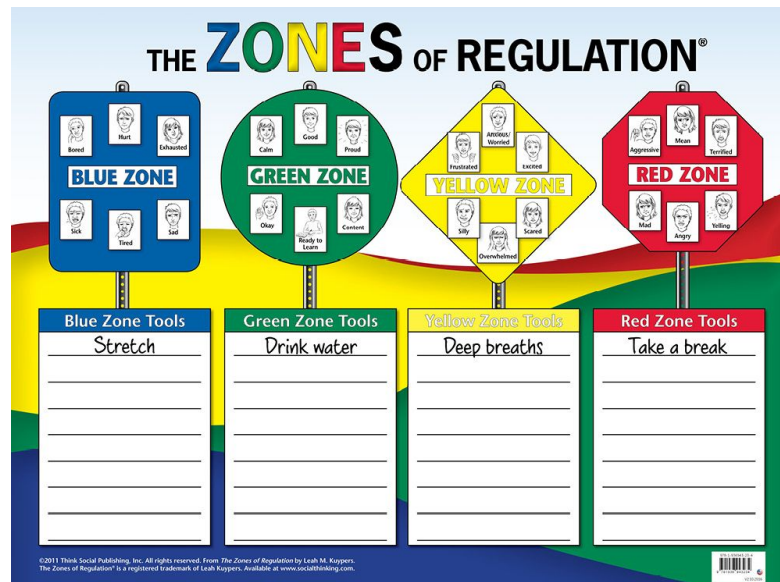 THE ZONES OF REGULATION®
Bored
Hurt
Exhausted
BLUE ZONE
Sick
Tired
Sad
Calm
Good
Proud
GREEN ZONE
Okay
Ready to
Learn
Content
Frustrated
Anxious/
Worried
Excited
YELLOW ZONE
Silly
Overwhelmed
Scared
Aggressive
Mean
Terrified
RED ZONE
Mad
Angry
Yelling
Blue Zone Tools
Stretch
Green Zone Tools
Drink water
Yellow Zone Tools
Deep breaths
Red Zone Tools
Take a break
©2011 Think Social Publishing, Inc. All rights reserved. From The Zones of Regulation by Leah M. Kuypers.
The Zones of Regulation® is a registered trademark of Leah Kuypers. Available at www.socialthinking.com.